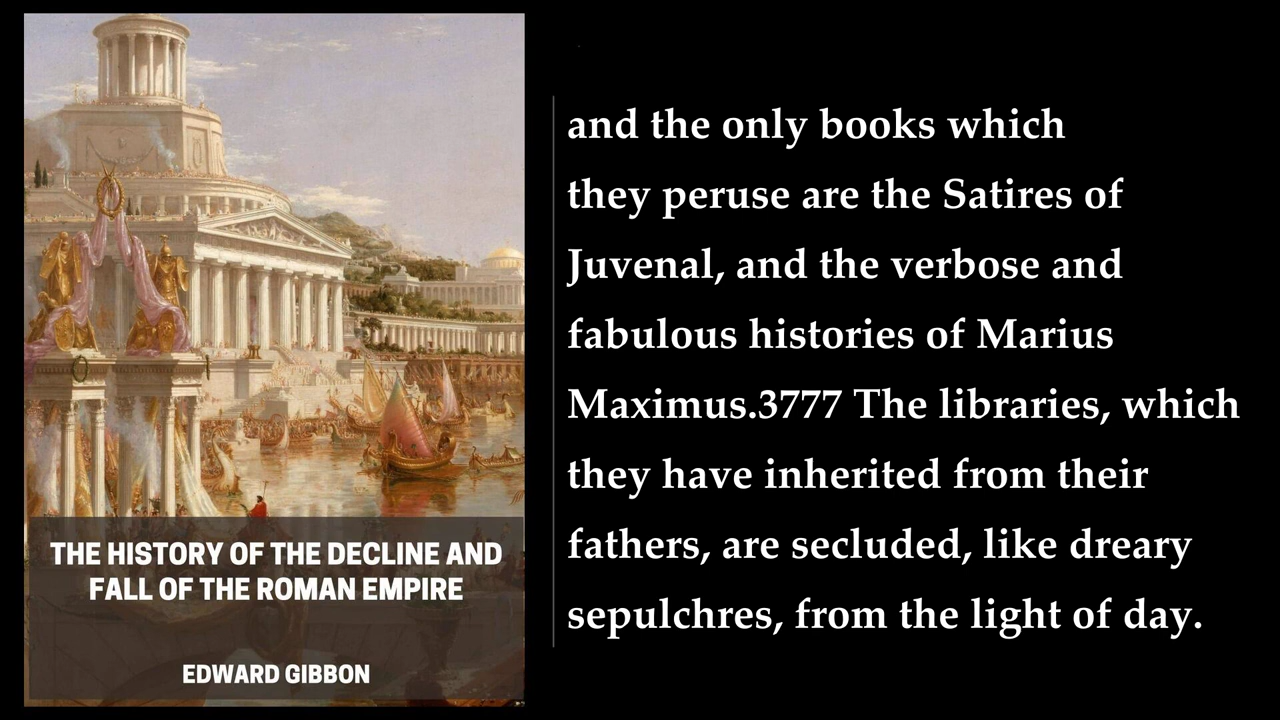 THE HISTORY OF THE DECLINE AND
FALL OF THE ROMAN EMPIRE
EDWARD GIBBON
and the only books which
they peruse are the Satires of
Juvenal, and the verbose and
fabulous histories of Marius
Maximus.3777 The libraries, which
they have inherited from their
fathers, are secluded, like dreary
sepulchres, from the light of day.